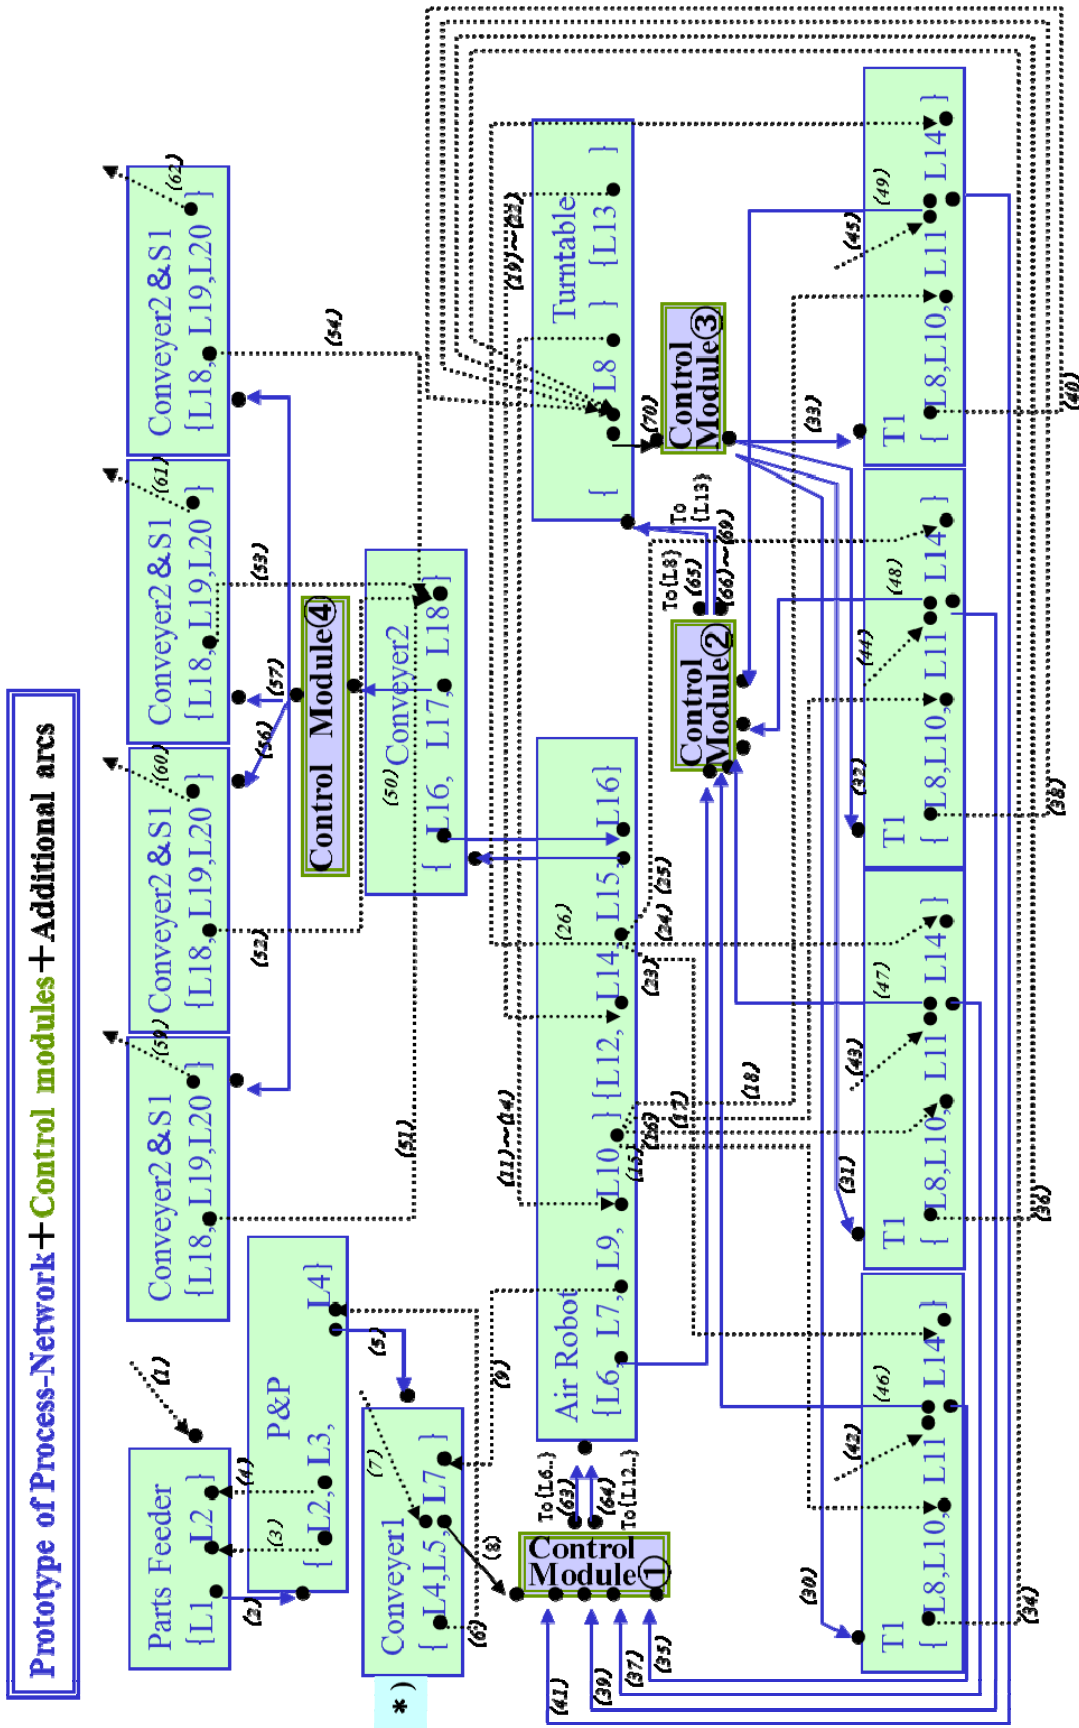 Prototype of Process-Network+Control modules+Additional arcs
Parts Feeder
{L1 L2 }
(1)
(2)
(3)
(4)
P&P
{ L2, L3, L4}
(5)
*)
Conveyer1
{ L4,L5, L7 }
(6)
(7)
(8)
(9)
Conveyer2&S1
{L18,L19,L20 }
(59)
(51)
Conveyer2&S1
{L18,L19,L20 }
(60)
(52)
Conveyer2&S1
{L18,L19,L20 }
(61)
(53)
Conveyer2&S1
{L18,L19,L20 }
(62)
(54)
(56)
(57)
Control Module④
Conveyer2
(50)
{ L16, L17, L18}
Control
Module①
To{L6..}
(63)
(64)
To{L12..}
(41)
(39)
(37)
(35)
Air Robot
{L6, L7, L9, L10 } {L12, L14, L15, L16}
(11)~(14)
(15)
(16)
(17)
(18)
(23)
(24)
(25)
(26)
Control
Module②
To{L8}
(65)
(66)~(69)
To
{L13}
Turntable
{ L8 } {L13 }
(19)~(22)
(70)
Control
Module③
(30)
(31)
(32)
(33)
T1
{ L8,L10, L11 L14 }
(42)
(46)
(34)
T1
{ L8,L10, L11 L14 }
(43)
(47)
(36)
T1
{ L8,L10, L11 L14 }
(44)
(48)
(38)
T1
{ L8,L10, L11 L14 }
(45)
(49)
(40)